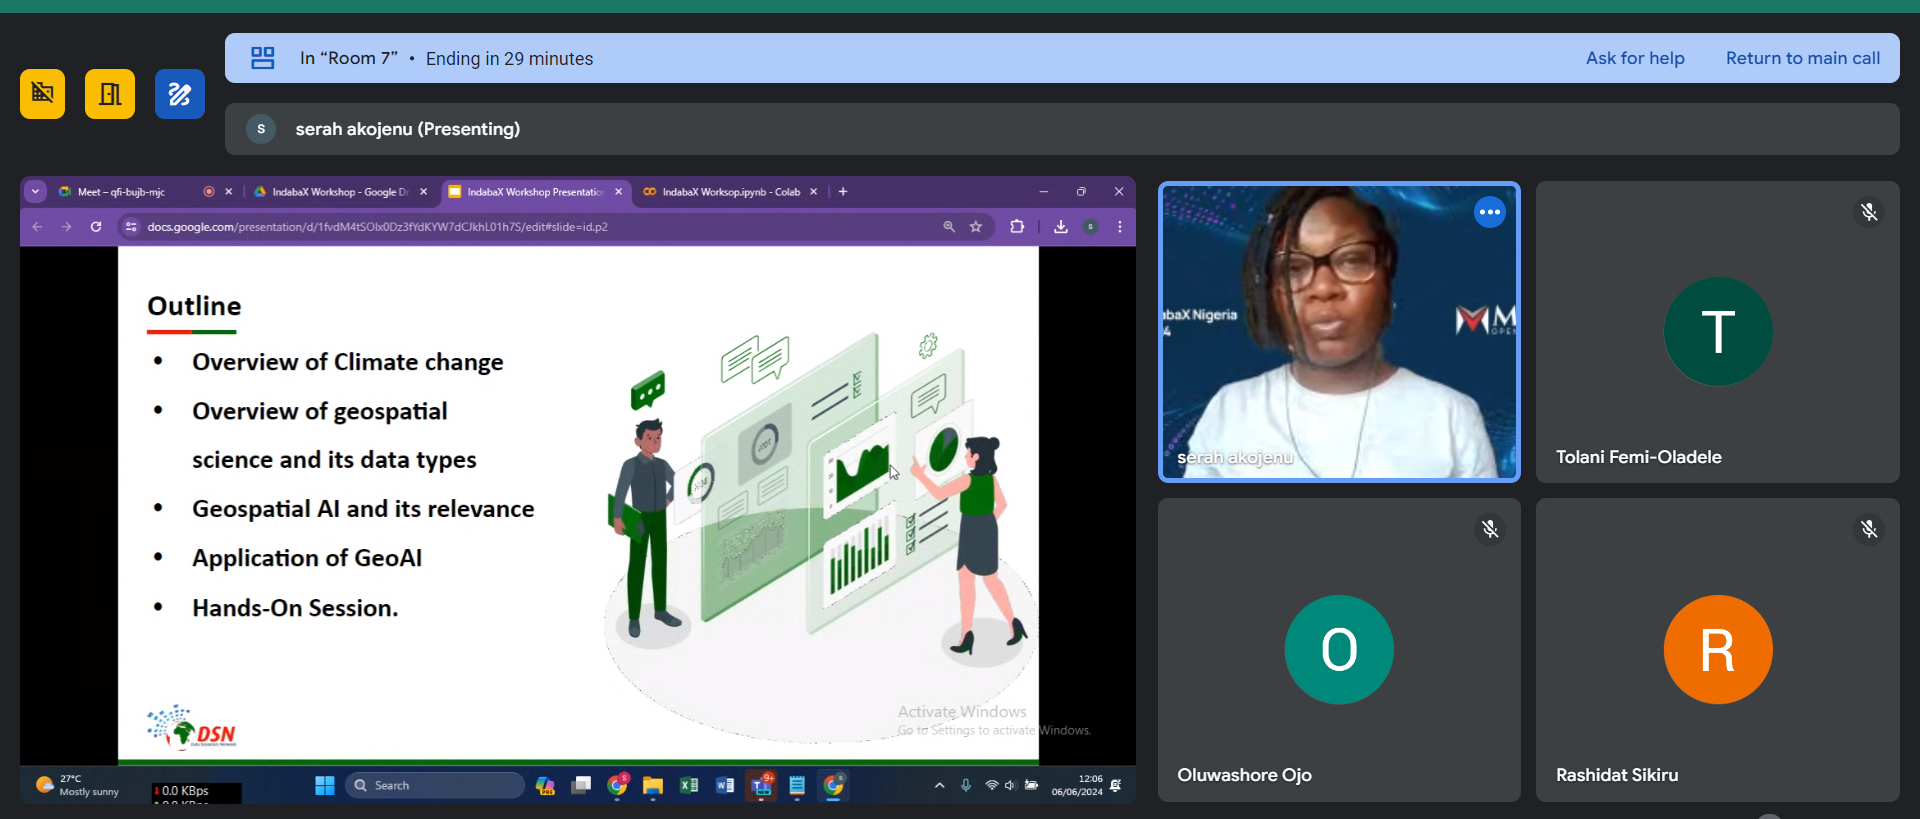 In “Room 7” • Ending in 29 minutes
Ask for help
Return to main call
S
serah akojenu (Presenting)
Meet – qfi-bujb-mjc
IndabaX Workshop - Google Dr
IndabaX Workshop Presentatio
IndabaX Worksop.ipynb - Colab
docs.google.com/presentation/d/1fvdM4tSOIx0Dz3fYdKYW7dCJkhL01h7S/edit#slide=id.p2
Outline
• Overview of Climate change
• Overview of geospatial
science and its data types
• Geospatial AI and its relevance
• Application of GeoAI
• Hands-On Session.
DSN
Activate Windows
Go to Settings to activate Windows.
27°C
Mostly sunny
0.0 KBps
Search
12:06
06/06/2024
abaX Nigeria
4
M
serah akojenu
T
Tolani Femi-Oladele
O
Oluwashore Ojo
R
Rashidat Sikiru